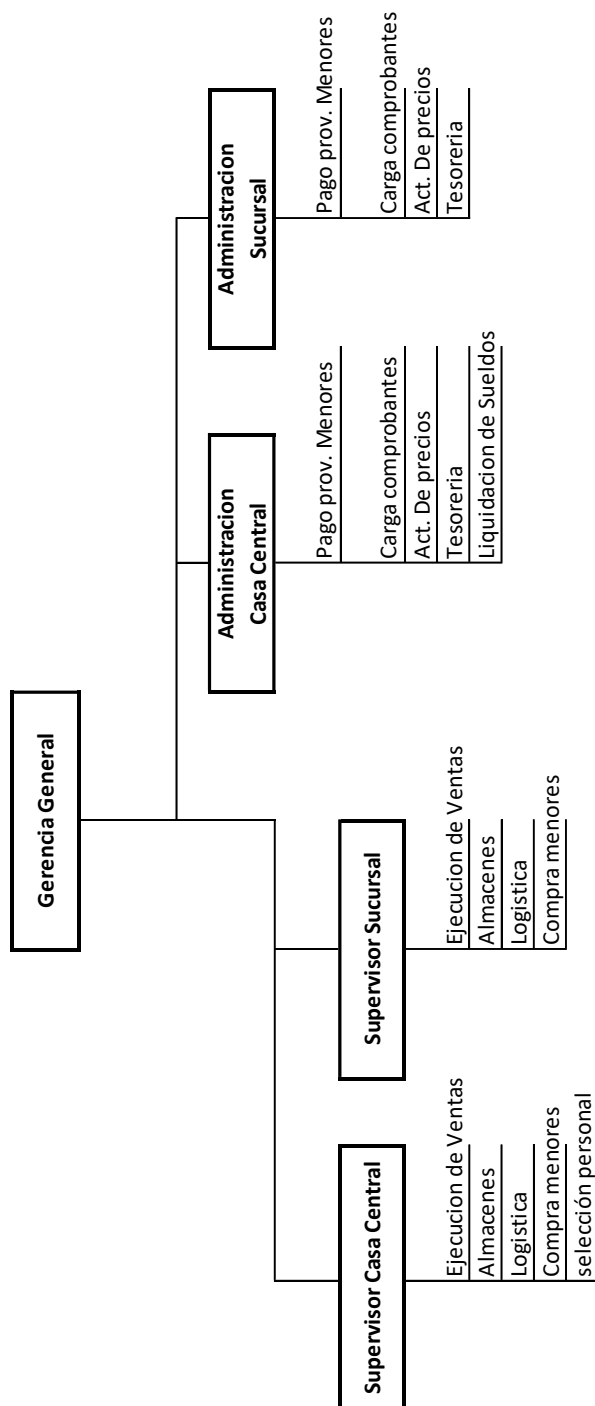 Gerencia General
Supervisor Casa Central
Ejecucion de Ventas
Almacenes
Logistica
Compra menores
selección personal
Supervisor Sucursal
Ejecucion de Ventas
Almacenes
Logistica
Compra menores
Administracion
Casa Central
Pago prov. Menores
Carga comprobantes
Act. De precios
Tesoreria
Liquidacion de Sueldos
Administracion
Sucursal
Pago prov. Menores
Carga comprobantes
Act. De precios
Tesoreria